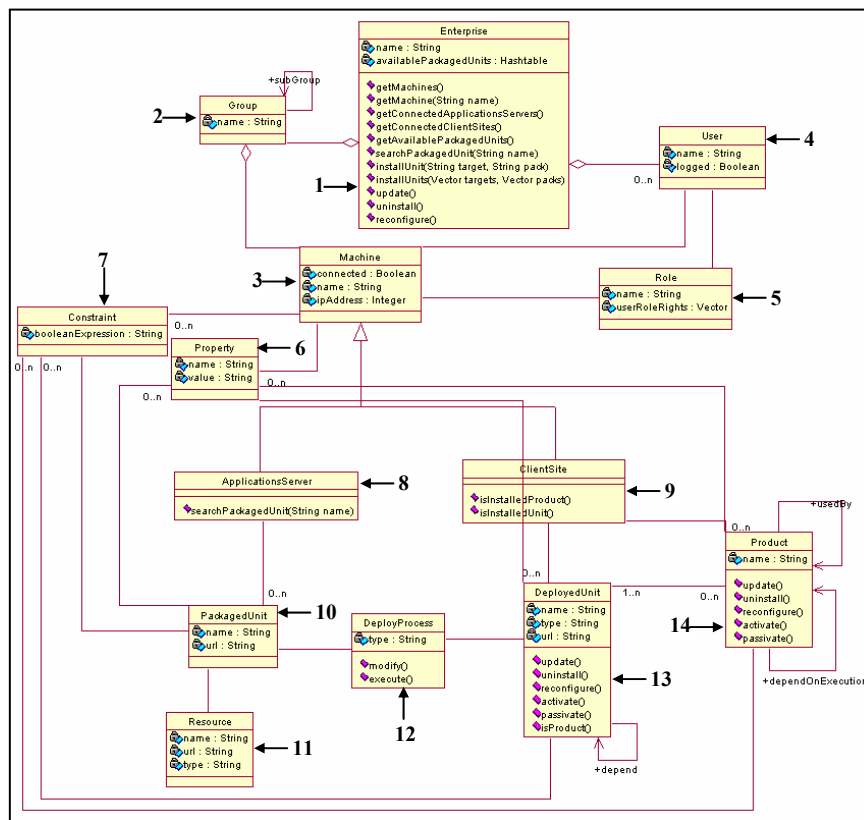 Enterprise
name : String
availablePackagedUnits : Hashtable
getMachines()
getMachine(String name)
getConnectedApplicationsServers()
getConnectedClientSites()
getAvailablePackagedUnits()
searchPackagedUnit(String name)
installUnit(String target, String pack)
installUnits(Vector targets, Vector packs)
update()
uninstall()
reconfigure()
1
+subGroup
Group
name : String
2
User
name : String
logged : Boolean
4
0..n
Machine
connected : Boolean
name : String
ipAddress : Integer
3
Role
name : String
userRoleRights : Vector
5
7
Constraint
booleanExpression : String
0..n
0..n
0..n
Property
name : String
value : String
6
0..n
0..n
ApplicationsServer
searchPackagedUnit(String name)
8
ClientSite
isInstalledProduct()
isInstalledUnit()
9
+usedBy
0..n
Product
name : String
update()
uninstall()
reconfigure()
activate()
passivate()
14
+dependOnExecution
0..n
0..n
1..n
0..n
PackagedUnit
name : String
url : String
10
DeployProcess
type : String
modify()
execute()
12
DeployedUnit
name : String
type : String
url : String
update()
uninstall()
reconfigure()
activate()
passivate()
isProduct()
13
+depend
Resource
name : String
url : String
type : String
11